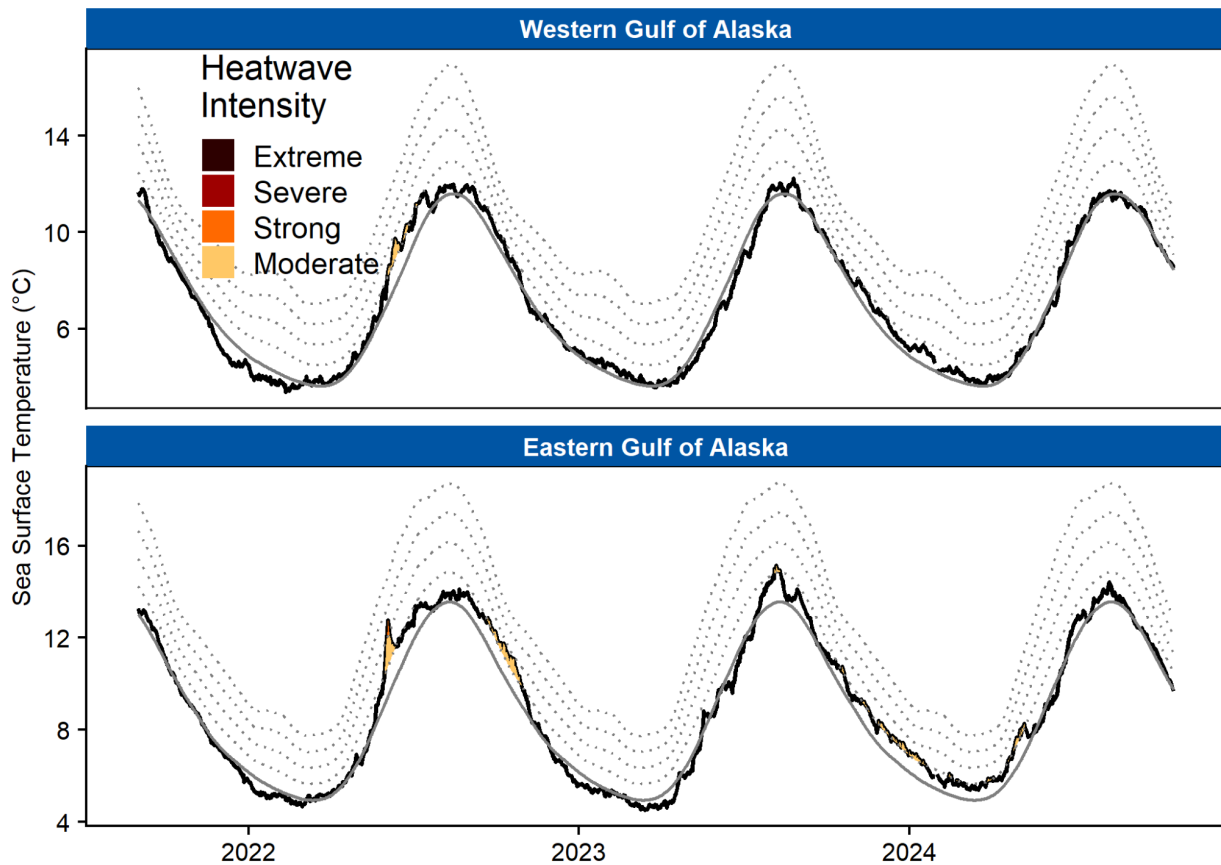 Western Gulf of Alaska
Heatwave
Intensity
Extreme
Severe
Strong
Moderate
14
10
6
Sea Surface Temperature (°C)
Eastern Gulf of Alaska
16
12
8
4
2022
2023
2024